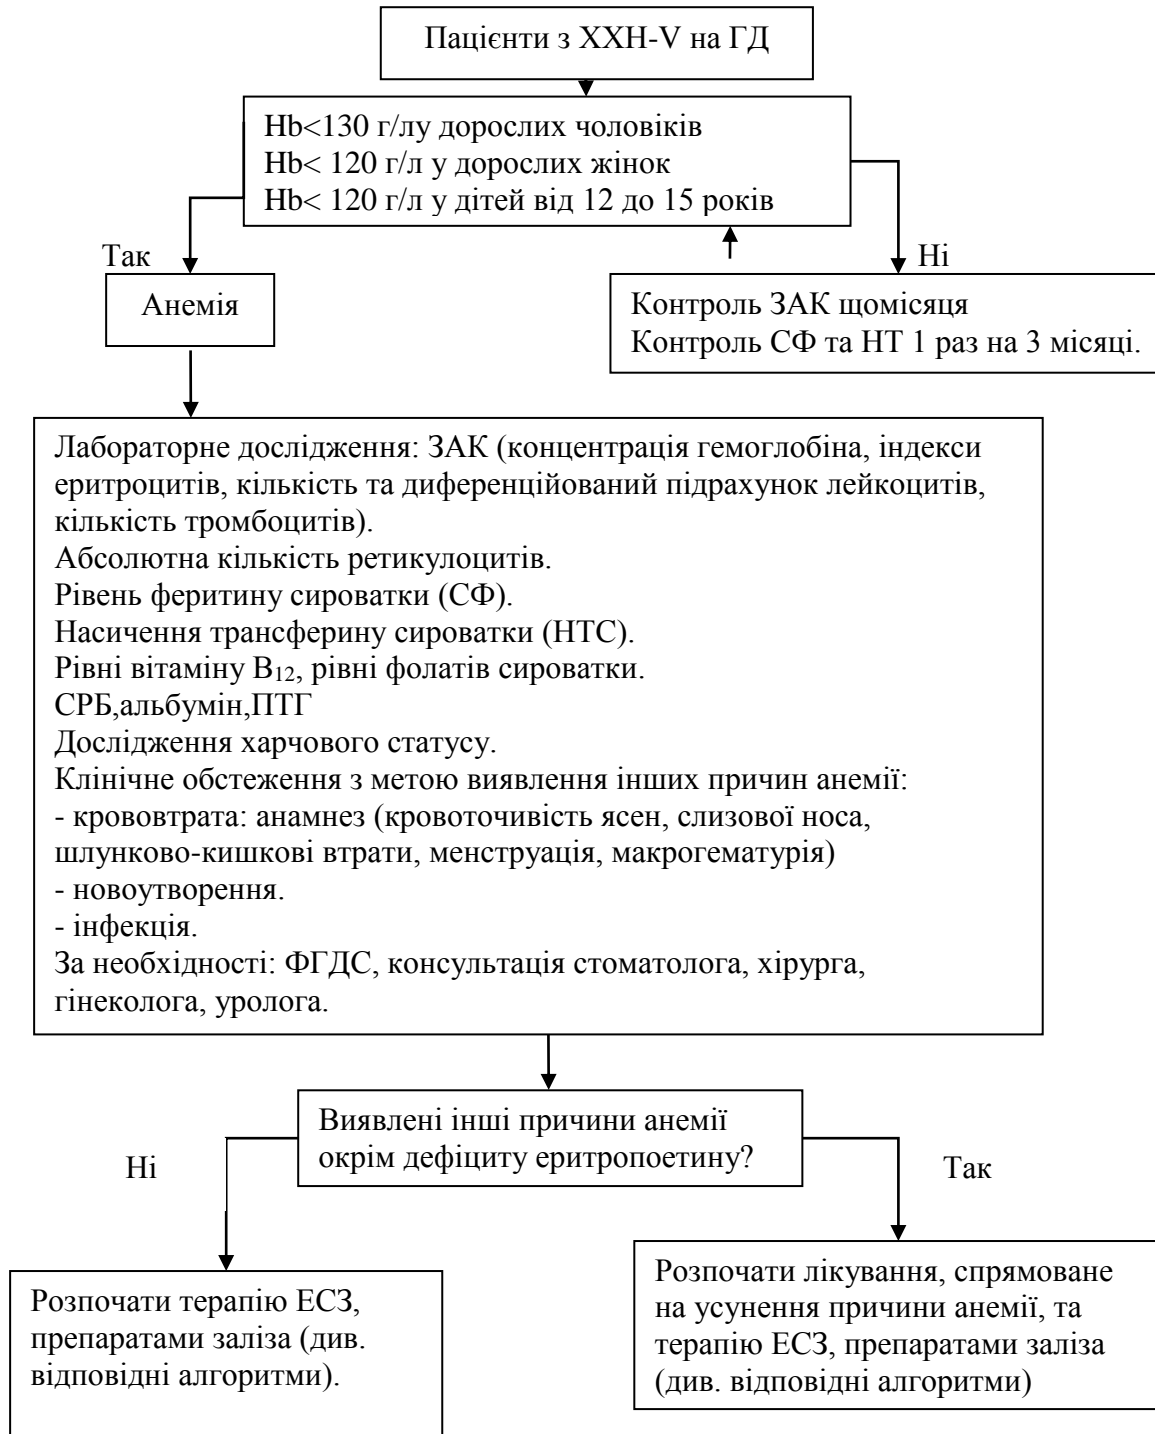 Пацієнти з ХХН-V на ГД
Hb<130 г/лу дорослих чоловіків
Hb< 120 г/л у дорослих жінок
Hb< 120 г/л у дітей від 12 до 15 років
Так
Ні
Анемія
Контроль ЗАК щомісяця
Контроль СФ та НТ 1 раз на 3 місяці.
Лабораторне дослідження: ЗАК (концентрація гемоглобіна, індекси
еритроцитів, кількість та диференційований підрахунок лейкоцитів,
кількість тромбоцитів).
Абсолютна кількість ретикулоцитів.
Рівень феритину сироватки (СФ).
Насичення трансферину сироватки (НТС).
Рівні вітаміну В₁₂, рівні фолатів сироватки.
СРБ,альбумін,ПТГ
Дослідження харчового статусу.
Клінічне обстеження з метою виявлення інших причин анемії:
- крововтрата: анамнез (кровоточивість ясен, слизової носа,
шлунково-кишкові втрати, менструація, макрогематурія)
- новоутворення.
- інфекція.
За необхідності: ФГДС, консультація стоматолога, хірурга,
гінеколога, уролога.
Виявлені інші причини анемії
окрім дефіциту еритропоетину?
Ні
Так
Розпочати терапію ЕСЗ,
препаратами заліза (див.
відповідні алгоритми).
Розпочати лікування, спрямоване
на усунення причини анемії, та
терапію ЕСЗ, препаратами заліза
(див. відповідні алгоритми)